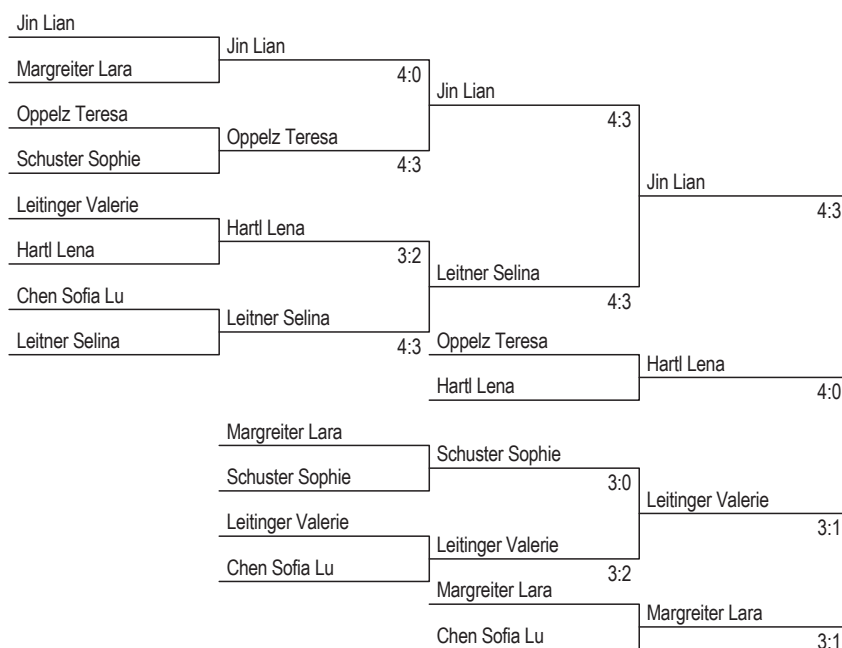 Jin Lian
Margreiter Lara
Oppelz Teresa
Schuster Sophie
Leitinger Valerie
Hartl Lena
Chen Sofia Lu
Leitner Selina
Jin Lian
4:0
Oppelz Teresa
4:3
Hartl Lena
3:2
Leitner Selina
4:3
Jin Lian
4:3
Leitner Selina
4:3
Jin Lian
4:3
Oppelz Teresa
Hartl Lena
Hartl Lena
4:0
Margreiter Lara
Schuster Sophie
Leitinger Valerie
Chen Sofia Lu
Schuster Sophie
3:0
Leitinger Valerie
3:2
Leitinger Valerie
3:1
Margreiter Lara
Chen Sofia Lu
Margreiter Lara
3:1